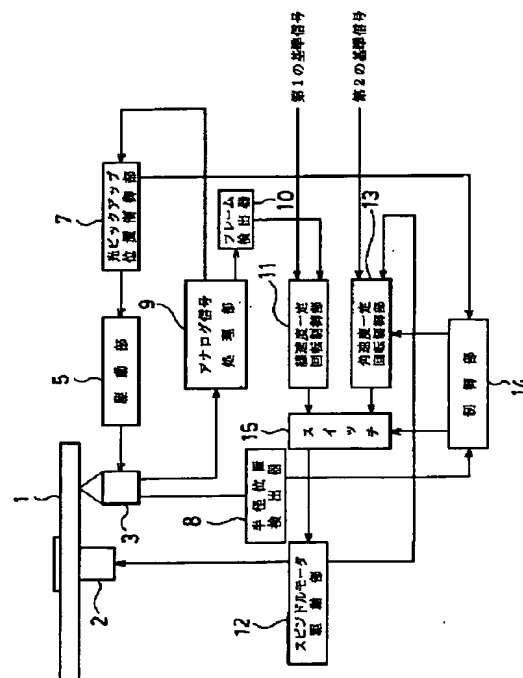 1
2
3
駆動部
5
光ピックアップ
位置制御部
7
半径位置
検出器
8
アナログ信号
処理部
9
フレーム
検出器
10
線速度一定
回転制御部
11
スピンドルモータ
駆動部
12
角速度一定
回転制御部
13
制御部
14
スイッチ
15
第1の基準信号
第2の基準信号